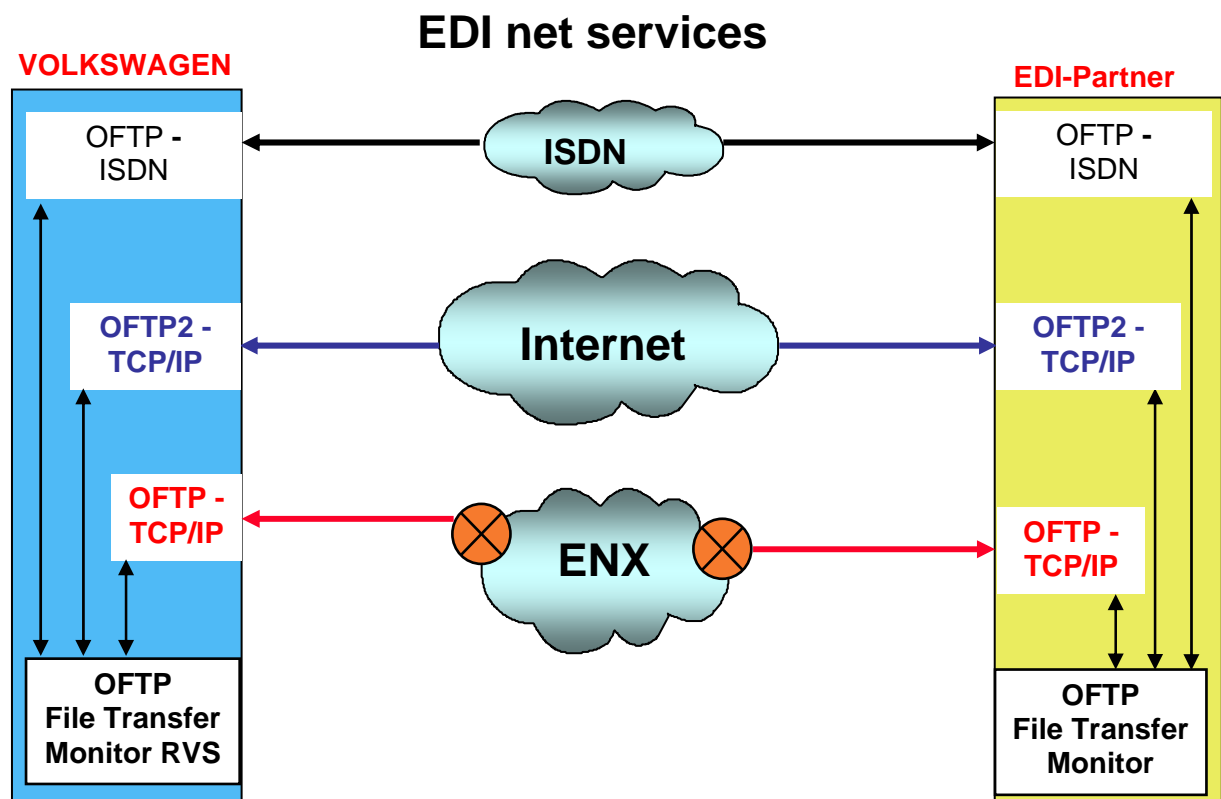 EDI net services
VOLKSWAGEN
EDI-Partner
OFTP -
ISDN
ISDN
OFTP -
ISDN
OFTP2 -
TCP/IP
Internet
OFTP2 -
TCP/IP
OFTP -
TCP/IP
ENX
OFTP -
TCP/IP
OFTP
File Transfer
Monitor RVS
OFTP
File Transfer
Monitor